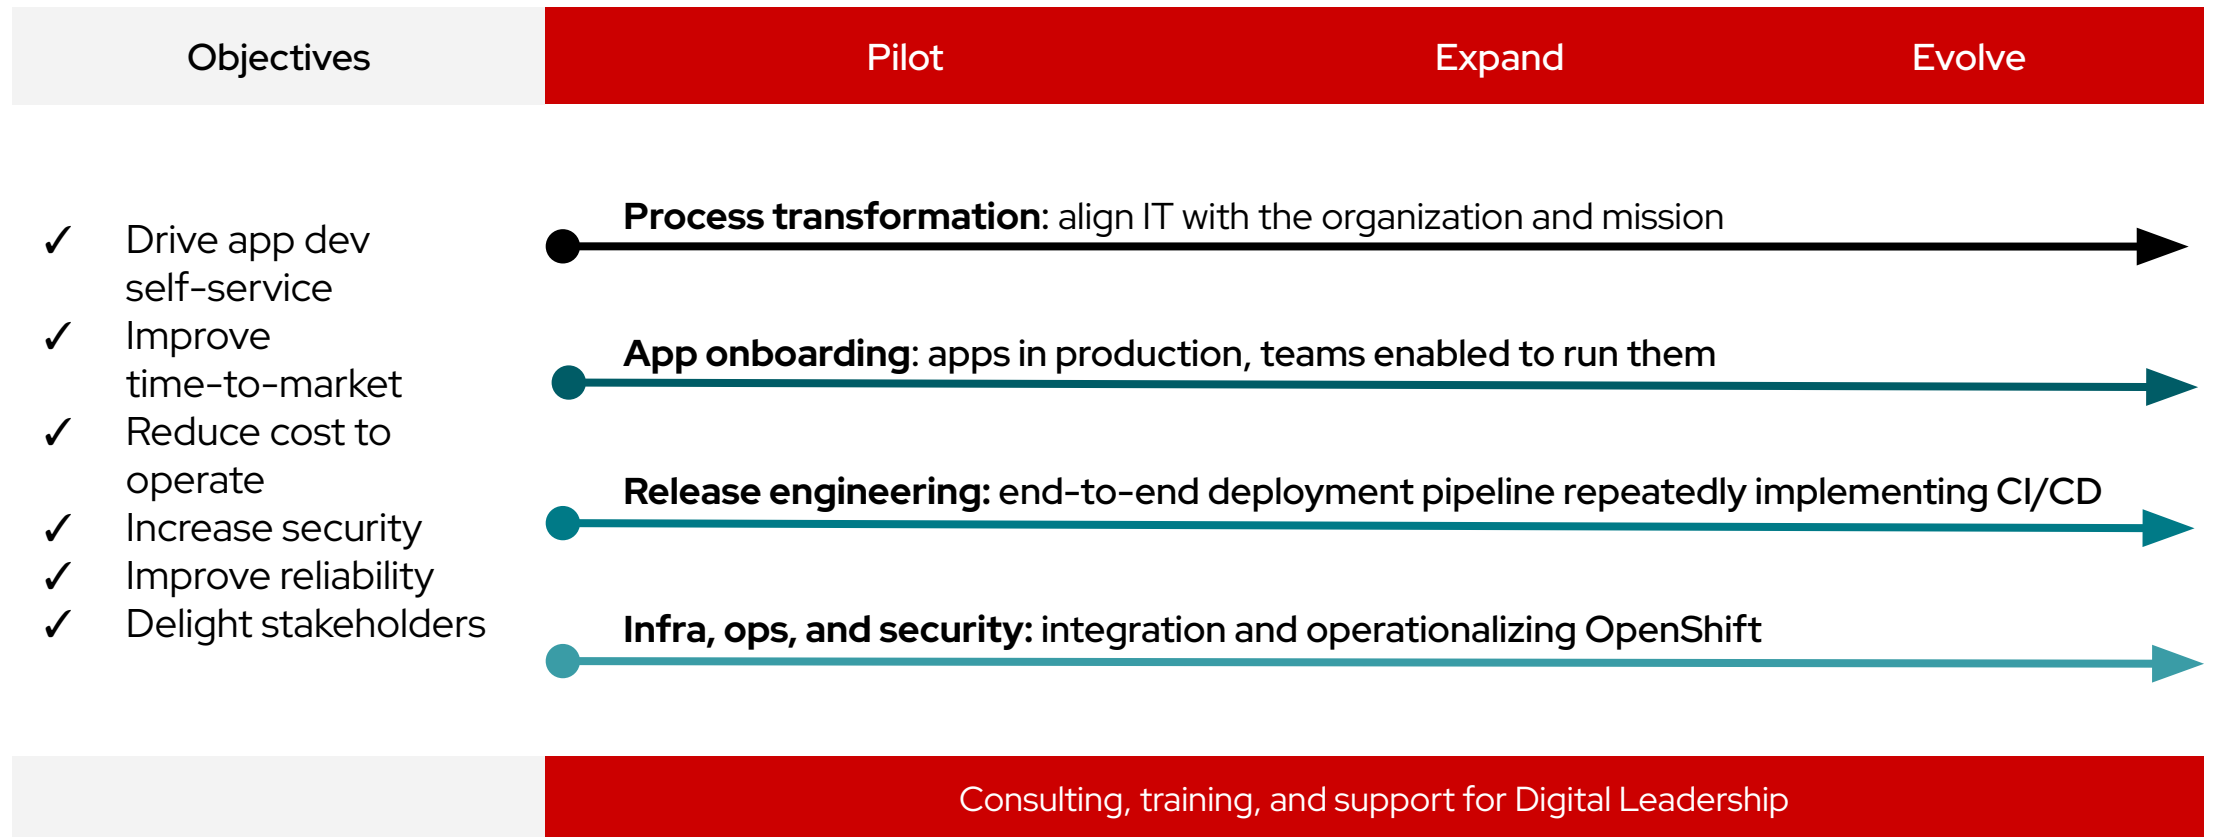 Objectives
Pilot
Expand
Evolve
✓ Drive app dev
self-service
✓ Improve
time-to-market
✓ Reduce cost to
operate
✓ Increase security
✓ Improve reliability
✓ Delight stakeholders
Process transformation: align IT with the organization and mission
App onboarding: apps in production, teams enabled to run them
Release engineering: end-to-end deployment pipeline repeatedly implementing CI/CD
Infra, ops, and security: integration and operationalizing OpenShift
Consulting, training, and support for Digital Leadership